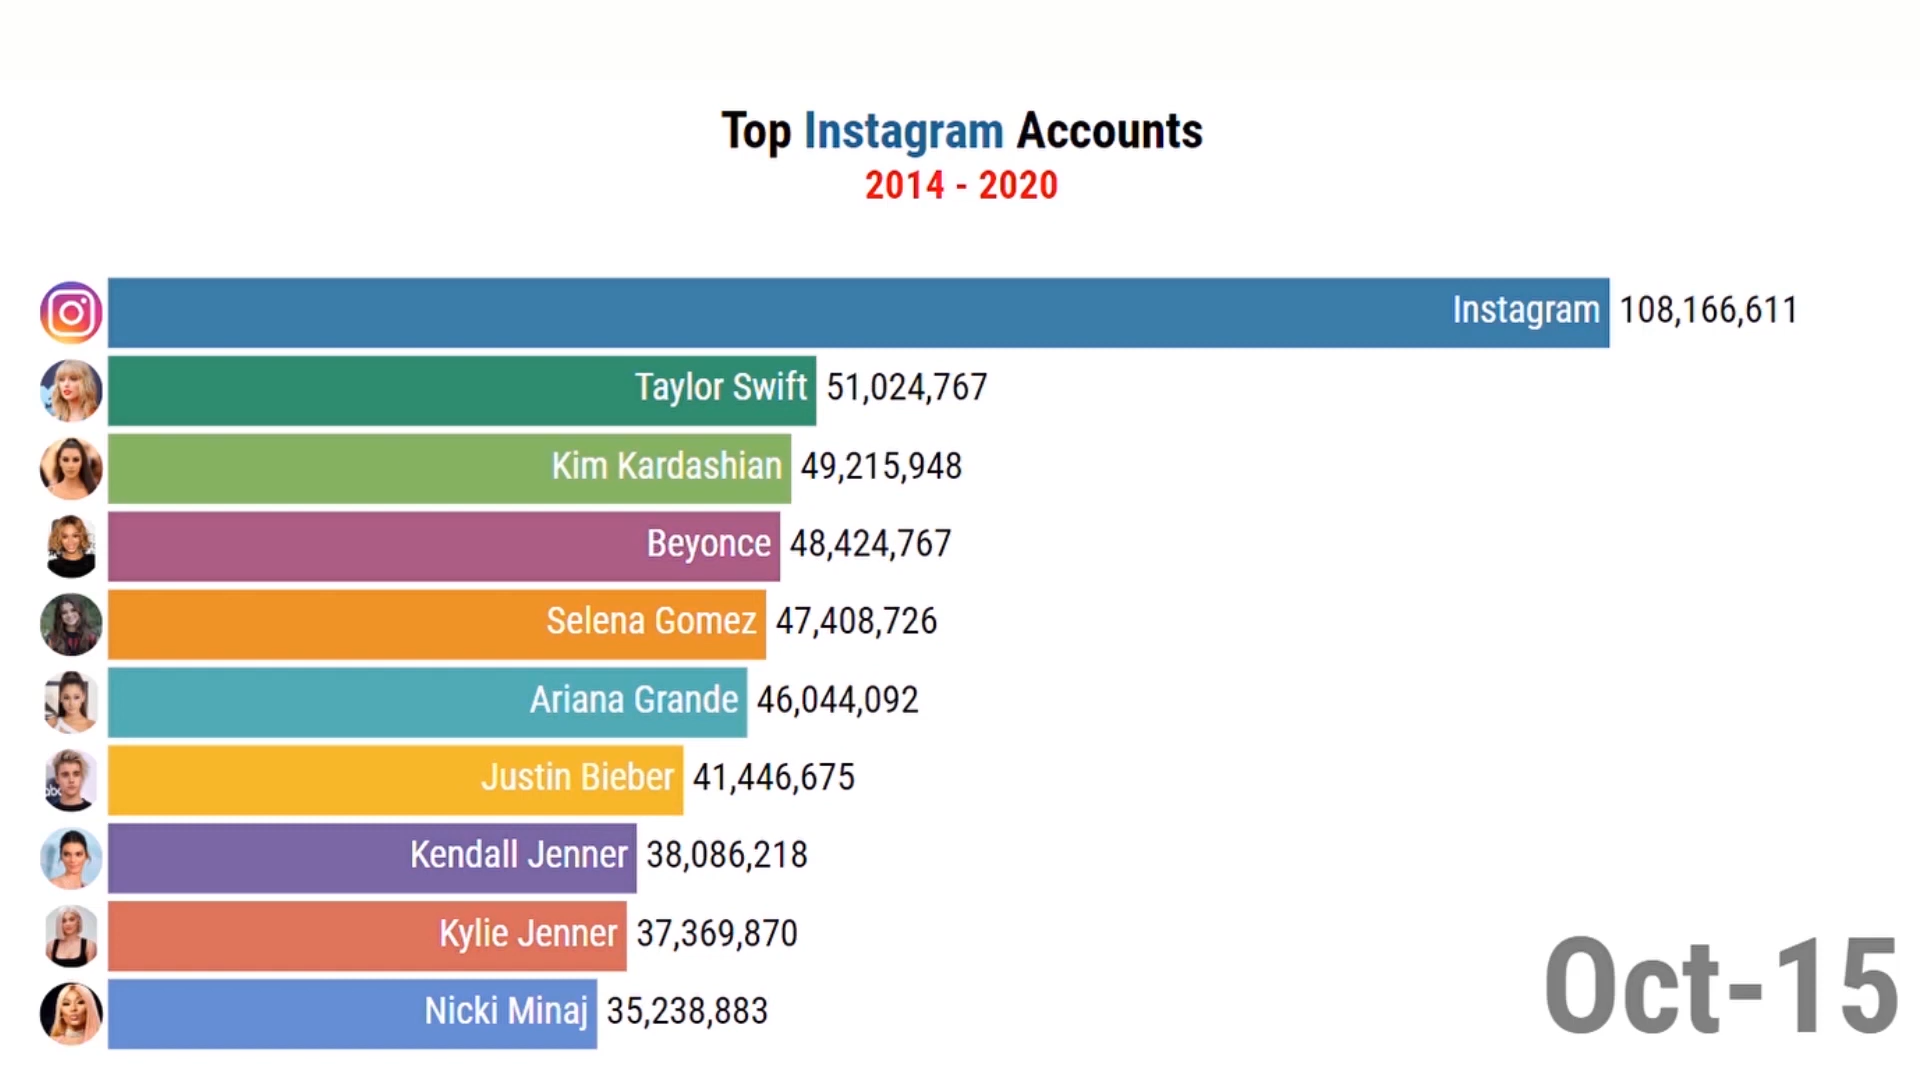 Top Instagram Accounts
2014 - 2020
Instagram 108,166,611
Taylor Swift 51,024,767
Kim Kardashian 49,215,948
Beyonce 48,424,767
Selena Gomez 47,408,726
Ariana Grande 46,044,092
Justin Bieber 41,446,675
Kendall Jenner 38,086,218
Kylie Jenner 37,369,870
Nicki Minaj 35,238,883
Oct-15